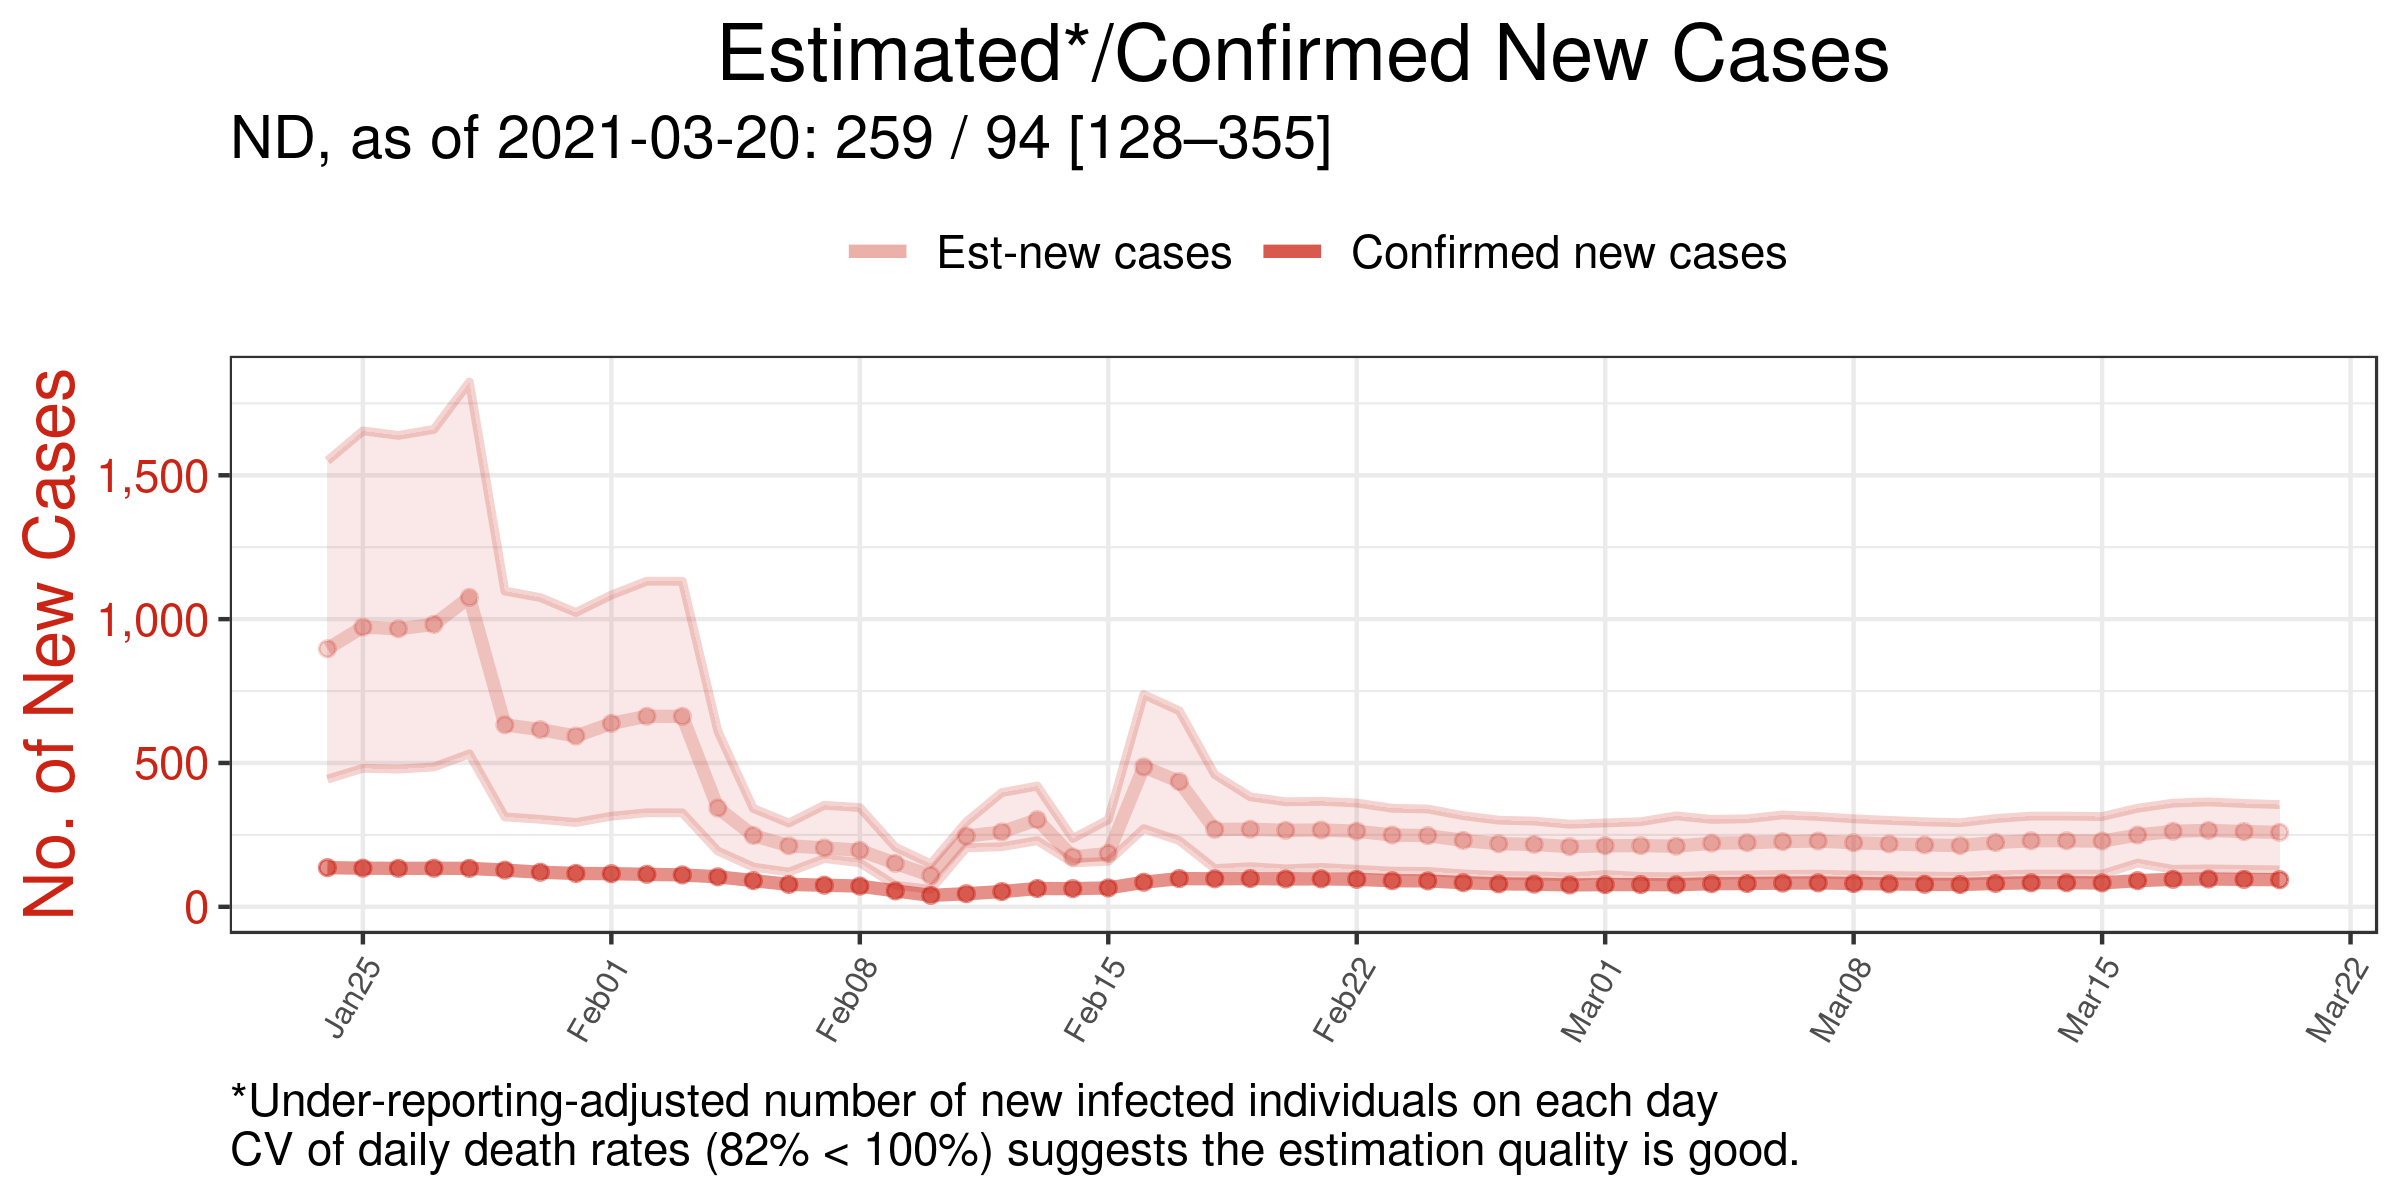 Estimated*/Confirmed New Cases
ND, as of 2021-03-20: 259 / 94 [128–355]
Est-new cases
Confirmed new cases
No. of New Cases
1,500
1,000
500
0
Jan25
Feb01
Feb08
Feb15
Feb22
Mar01
Mar08
Mar15
Mar22
*Under-reporting-adjusted number of new infected individuals on each day
CV of daily death rates (82% < 100%) suggests the estimation quality is good.